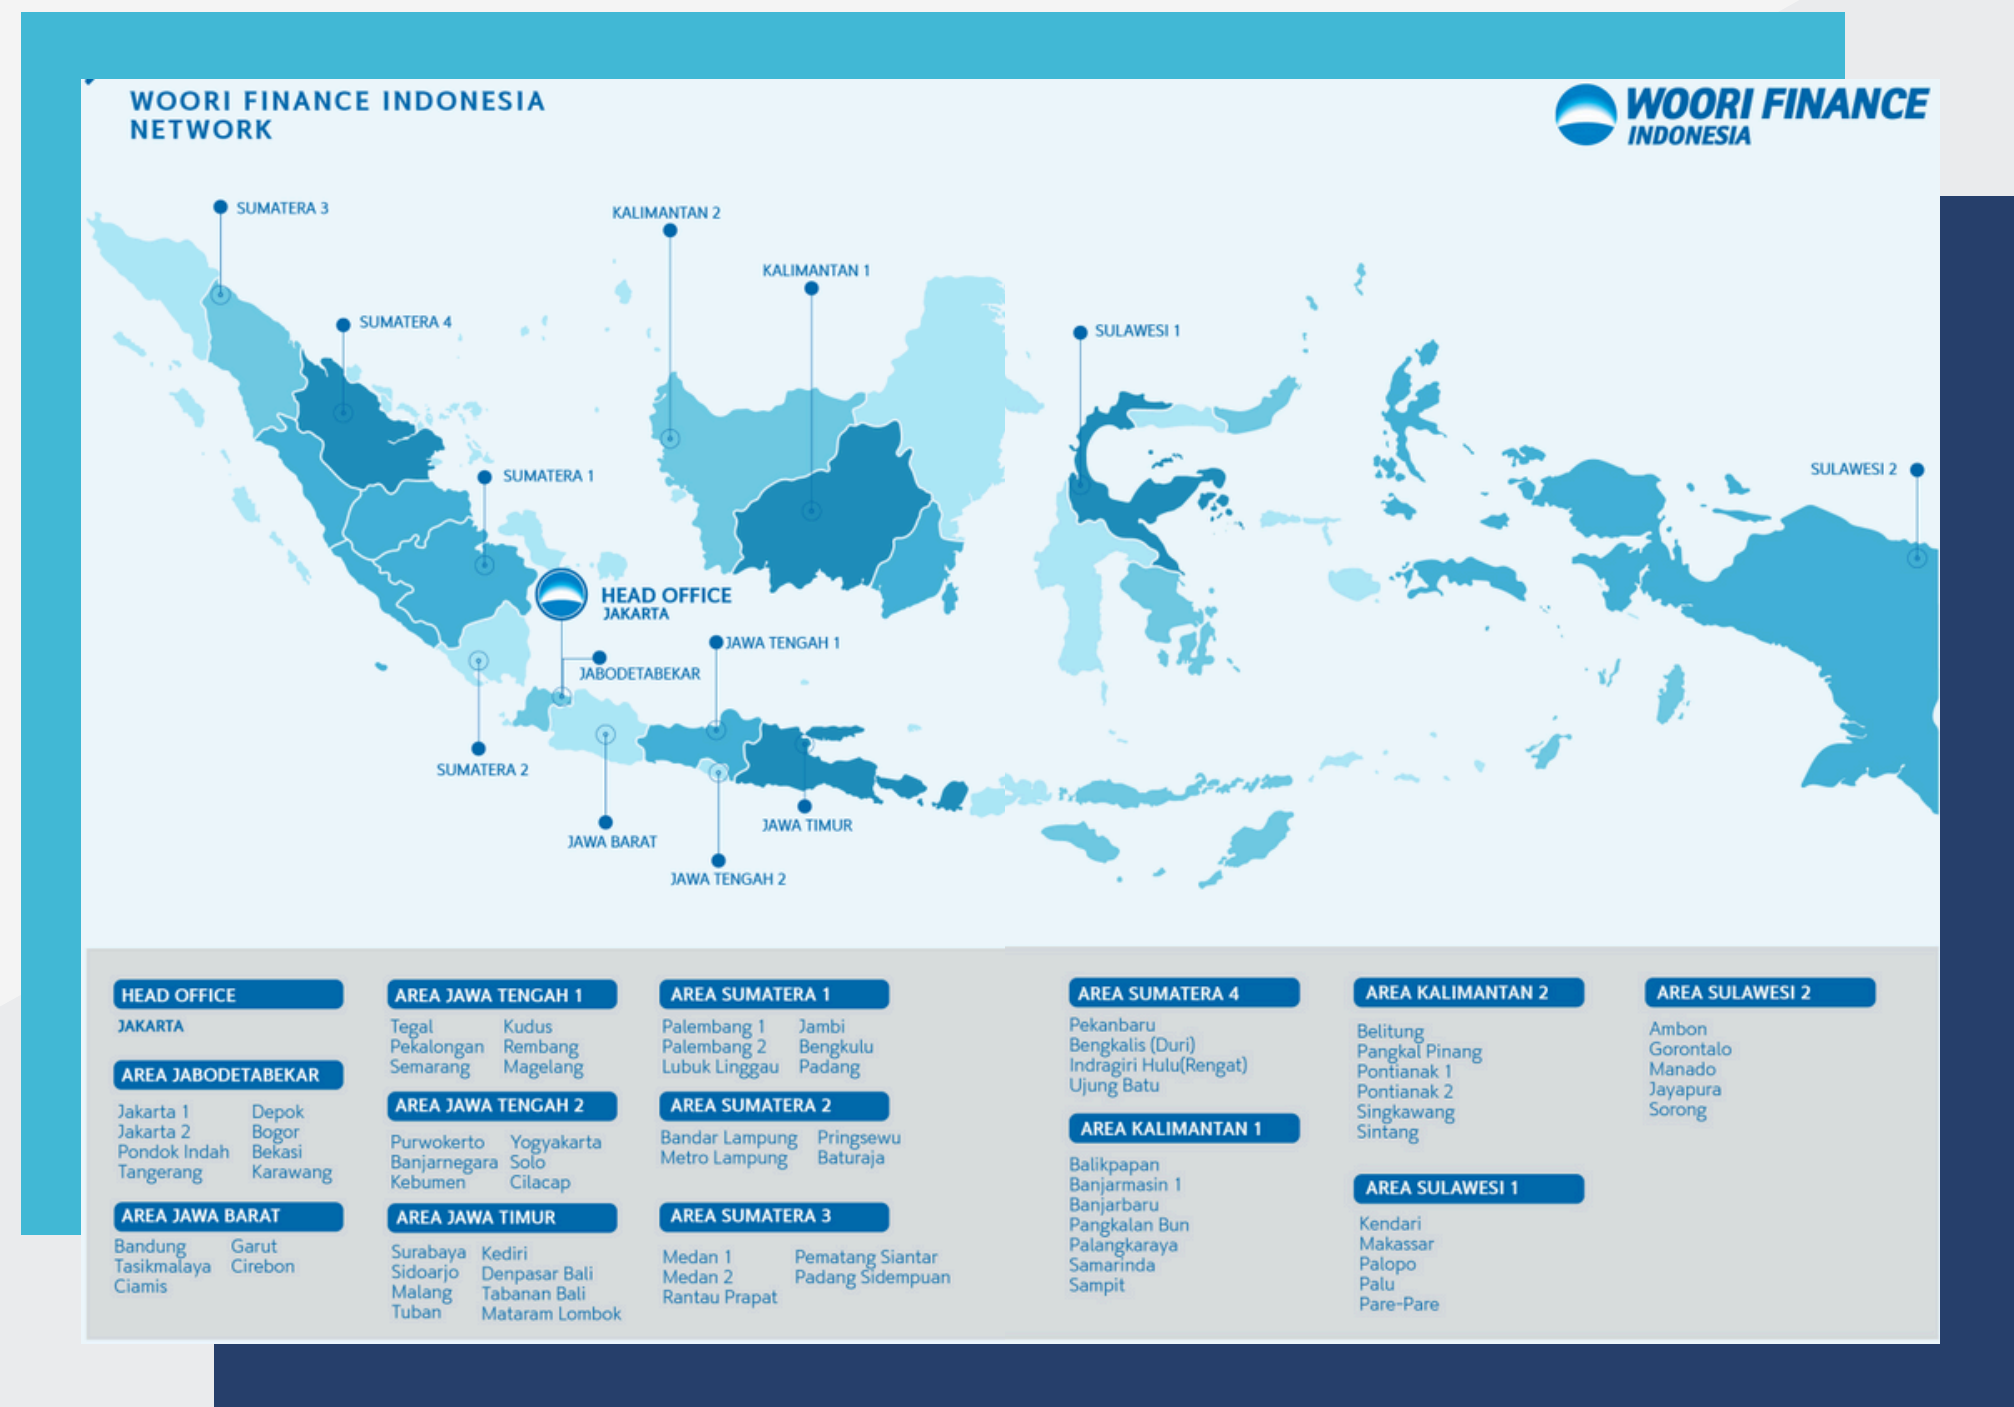 WOORI FINANCE INDONESIA
NETWORK
WOORI FINANCE
INDONESIA
SUMATERA 3
KALIMANTAN 2
KALIMANTAN 1
SUMATERA 4
SULAWESI 1
SUMATERA 1
SULAWESI 2
HEAD OFFICE
JAKARTA
JAWA TENGAH 1
JABODETABEKAR
SUMATERA 2
JAWA TIMUR
JAWA BARAT
JAWA TENGAH 2
HEAD OFFICE
JAKARTA
AREA JABODETABEKAR
Jakarta 1
Jakarta 2
Pondok Indah
Tangerang
Depok
Bogor
Bekasi
Karawang
AREA JAWA BARAT
Bandung
Tasikmalaya
Ciamis
Garut
Cirebon
AREA JAWA TENGAH 1
Tegal
Pekalongan
Semarang
Kudus
Rembang
Magelang
AREA JAWA TENGAH 2
Purwokerto
Banjarnegara
Kebumen
Yogyakarta
Solo
Cilacap
AREA JAWA TIMUR
Surabaya
Sidoarjo
Malang
Tuban
Kediri
Denpasar Bali
Tabanan Bali
Mataram Lombok
AREA SUMATERA 1
Palembang 1
Palembang 2
Lubuk Linggau
Jambi
Bengkulu
Padang
AREA SUMATERA 2
Bandar Lampung
Metro Lampung
Pringsewu
Baturaja
AREA SUMATERA 3
Medan 1
Medan 2
Rantau Prapat
Pematang Siantar
Padang Sidempuan
AREA SUMATERA 4
Pekanbaru
Bengkalis (Duri)
Indragiri Hulu(Rengat)
Ujung Batu
AREA KALIMANTAN 1
Balikpapan
Banjarmasin 1
Banjarbaru
Pangkalan Bun
Palangkaraya
Samarinda
Sampit
AREA KALIMANTAN 2
Belitung
Pangkal Pinang
Pontianak 1
Pontianak 2
Singkawang
Sintang
AREA SULAWESI 1
Kendari
Makassar
Palopo
Palu
Pare-Pare
AREA SULAWESI 2
Ambon
Gorontalo
Manado
Jayapura
Sorong